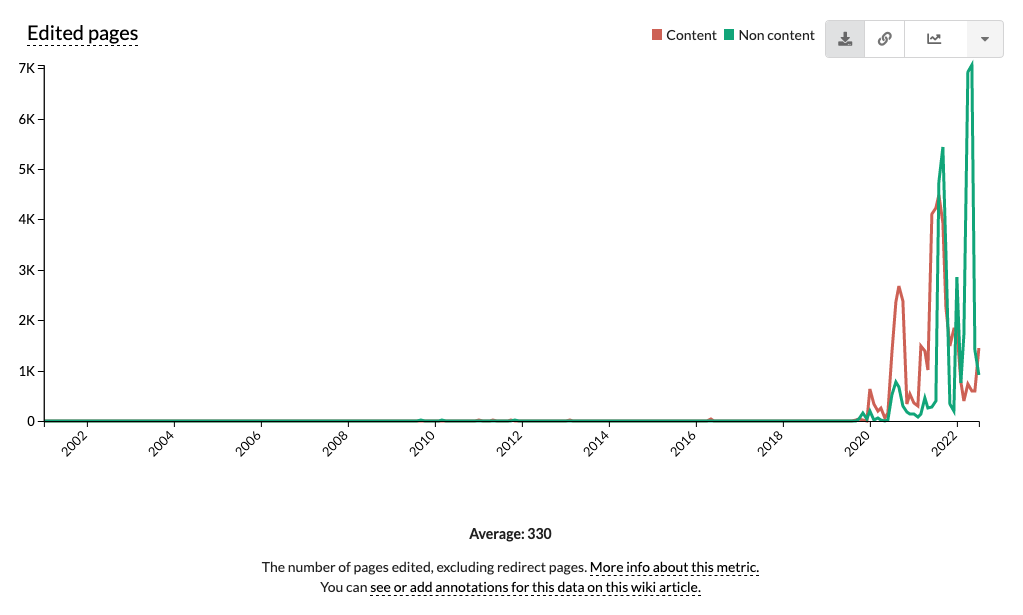 Edited pages
Content Non content
7K
6K
5K
4K
3K
2K
1K
0
2002 2004 2006 2008 2010 2012 2014 2016 2018 2020 2022
Average: 330
The number of pages edited, excluding redirect pages. More info about this metric.
You can see or add annotations for this data on this wiki article.